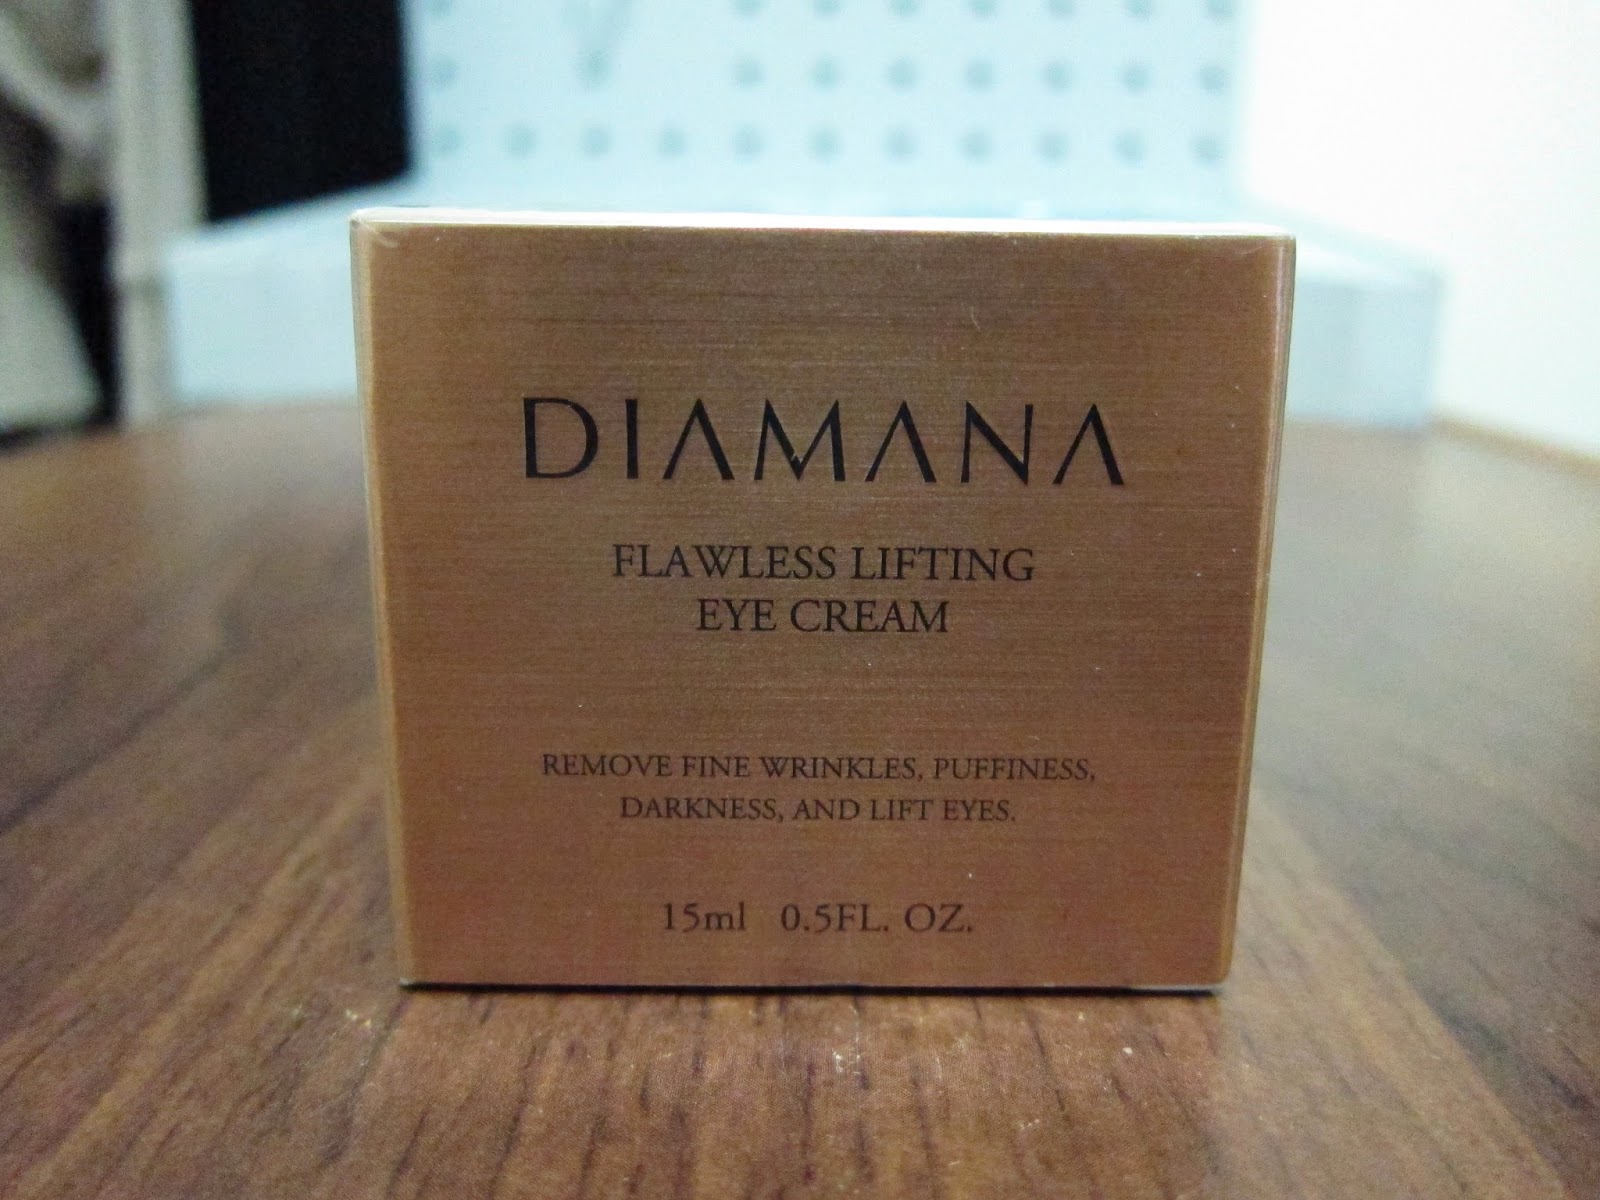 DIAMANA
FLAWLESS LIFTING
EYE CREAM
REMOVE FINE WRINKLES, PUFFINESS,
DARKNESS, AND LIFT EYES.
15ml 0.5FL. OZ.